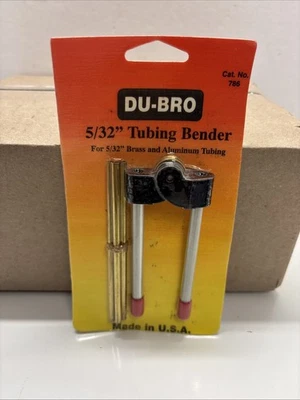 Cat. No.
786
DU-BRO
5/32" Tubing Bender
For 5/32" Brass and Aluminum Tubing
Made in U.S.A.